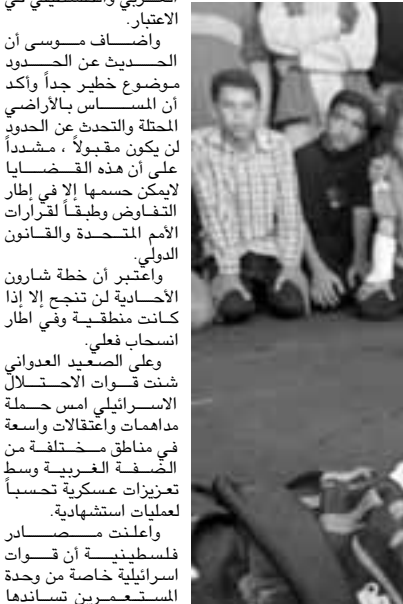 العربي والفلسطيني في
الاعتبار.
واضاف موسى أن
الحديث عن الحدود
موضوع خطير جداً وأكد
أن المساس بالأراضي
المحتلة والتحدث عن الحدود
لن يكون مقبولاً ، مشدداً
على أن هذه القضايا
لايمكن حسمها إلا في إطار
التفاوض وطبقاً لقرارات
الأمم المتحدة والقانون
الدولي.
واعتبر أن خطة شارون
الأحادية لن تنجح إلا إذا
كانت منطقية وفي اطار
انسحاب فعلي.
وعلى الصعيد العدواني
شنت قوات الاحتلال
الاسرائيلي امس حملة
مداهمات واعتقالات واسعة
في مناطق مختلفة من
الضفة الغربية وسط
تعزيزات عسكرية تحسباً
لعمليات استشهادية.
واعلنت مصادر
فلسطينية أن قوات
اسرائيلية خاصة من وحدة
المستعمرين تساندها